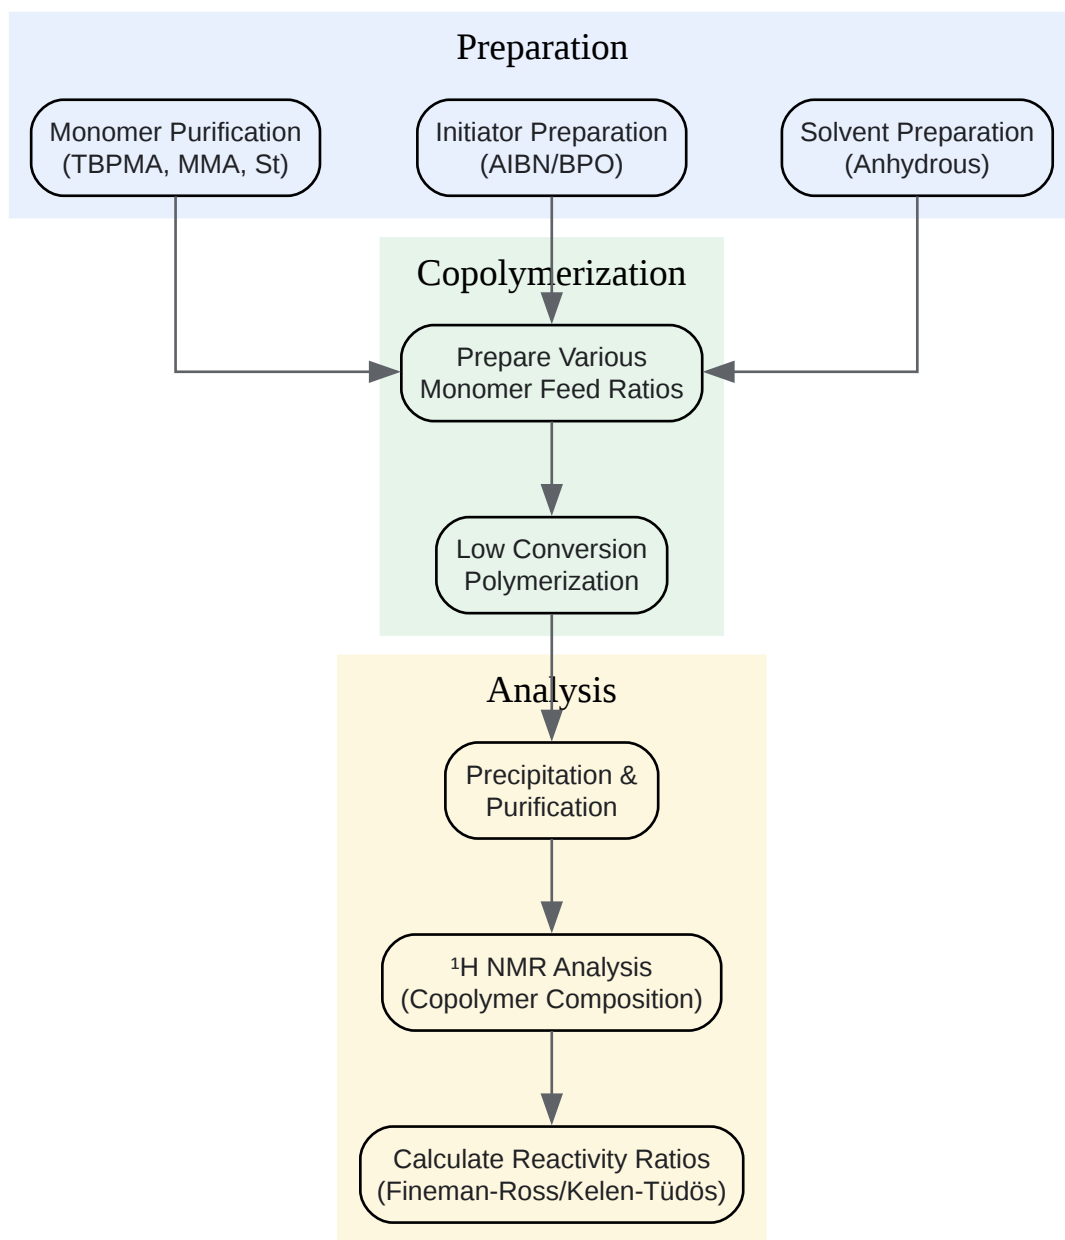 Preparation
Monomer Purification
(TBPMA, MMA, St)
Initiator Preparation
(AIBN/BPO)
Solvent Preparation
(Anhydrous)
Copolymerization
Prepare Various
Monomer Feed Ratios
Low Conversion
Polymerization
Analysis
Precipitation &
Purification
¹H NMR Analysis
(Copolymer Composition)
Calculate Reactivity Ratios
(Fineman-Ross/Kelen-Tüdös)